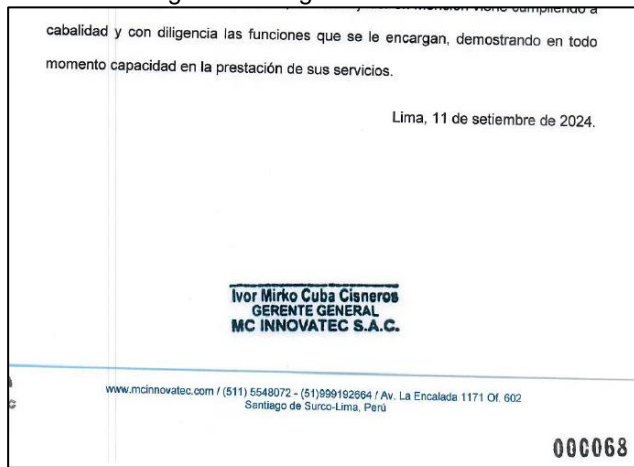 cabalidad y con diligencia las funciones que se le encargan, demostrando en todo
momento capacidad en la prestación de sus servicios.
Lima, 11 de setiembre de 2024.
Ivor Mirko Cuba Cisneros
GERENTE GENERAL
MC INNOVATEC S.A.C.
www.mcinnovatec.com / (511) 5548072 - (51)999192664 / Av. La Encalada 1171 Of. 602
Santiago de Surco-Lima, Perú
000068